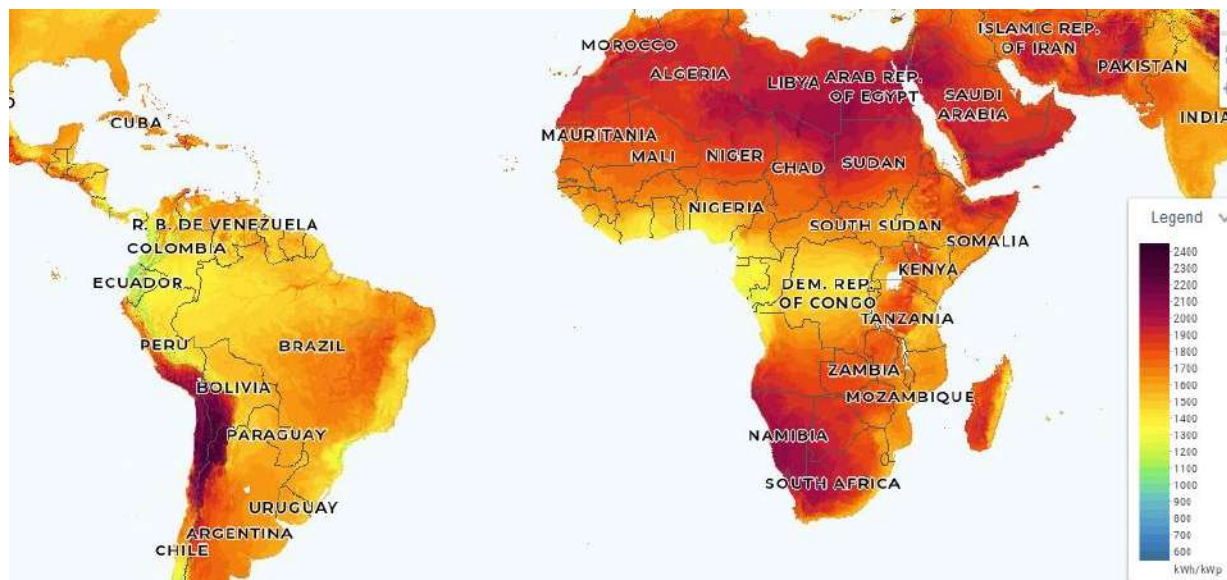 ISLAMIC REP.
OF IRAN
MOROCCO
PAKISTAN
ALGERIA
LIBYA
ARAB REP.
OF EGYPT
SAUDI
ARABIA
INDIA
CUBA
MAURITANIA
MALI
NIGER
CHAD
SUDAN
NIGERIA
R. B. DE VENEZUELA
SOUTH SUDAN
COLOMBIA
SOMALIA
ECUADOR
KENYA
DEM. REP.
OF CONGO
TANZANIA
PERU
BRAZIL
BOLIVIA
ZAMBIA
MOZAMBIQUE
PARAGUAY
NAMIBIA
SOUTH AFRICA
URUGUAY
ARGENTINA
CHILE
Legend
2400
2300
2200
2100
2000
1900
1800
1700
1600
1500
1400
1300
1200
1100
1000
900
800
700
600
kWh/kWp